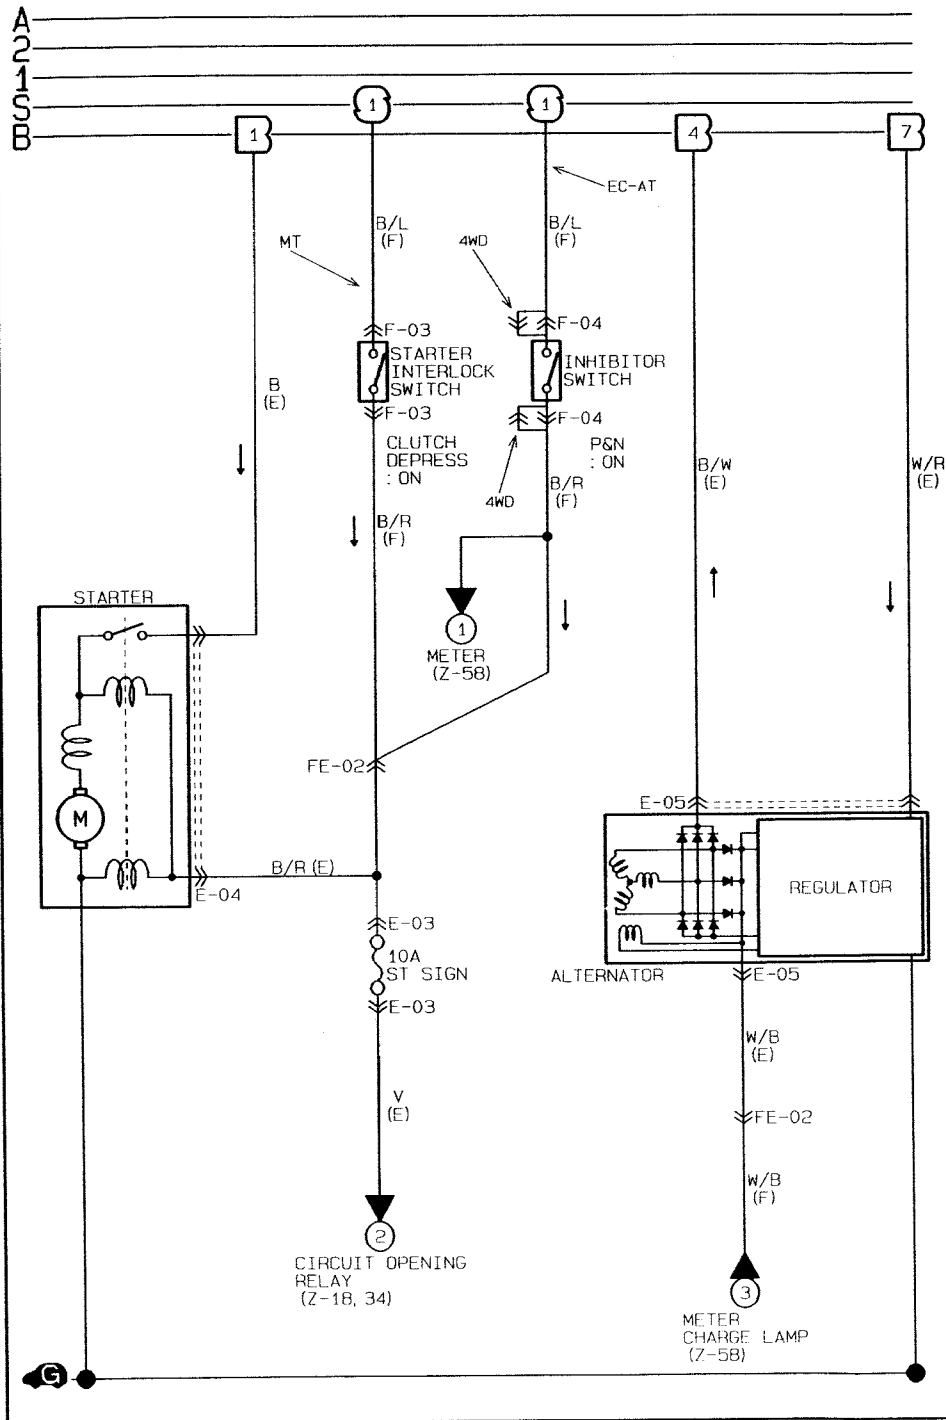 A
2
1
S
B
1
1
1
4
7
EC-AT
B/L
(F)
B/L
(F)
MT
4WD
F-03
F-04
STARTER
INTERLOCK
SWITCH
INHIBITOR
SWITCH
B
(E)
F-03
F-04
CLUTCH
DEPRESS
: ON
P&N
: ON
B/W
(E)
W/R
(E)
4WD
B/R
(F)
B/R
(F)
STARTER
1
METER
(Z-58)
FE-02
E-05
M
B/R (E)
E-04
REGULATOR
E-03
10A
ST SIGN
E-03
ALTERNATOR
E-05
W/B
(E)
V
(E)
FE-02
W/B
(F)
2
CIRCUIT OPENING
RELAY
(Z-18, 34)
3
METER
CHARGE LAMP
(Z-58)
G